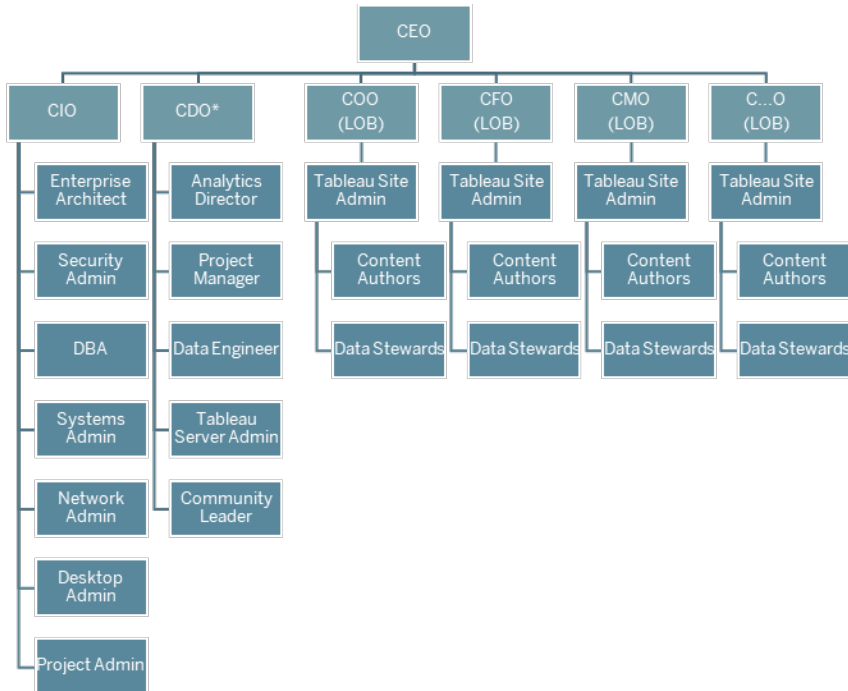 CEO
CIO
CDO*
COO
(LOB)
CFO
(LOB)
CMO
(LOB)
C...O
(LOB)
Enterprise
Architect
Analytics
Director
Tableau Site
Admin
Tableau Site
Admin
Tableau Site
Admin
Tableau Site
Admin
Security
Admin
Project
Manager
Content
Authors
Content
Authors
Content
Authors
Content
Authors
DBA
Data Engineer
Data Stewards
Data Stewards
Data Stewards
Data Stewards
Systems
Admin
Tableau
Server Admin
Network
Admin
Community
Leader
Desktop
Admin
Project Admin